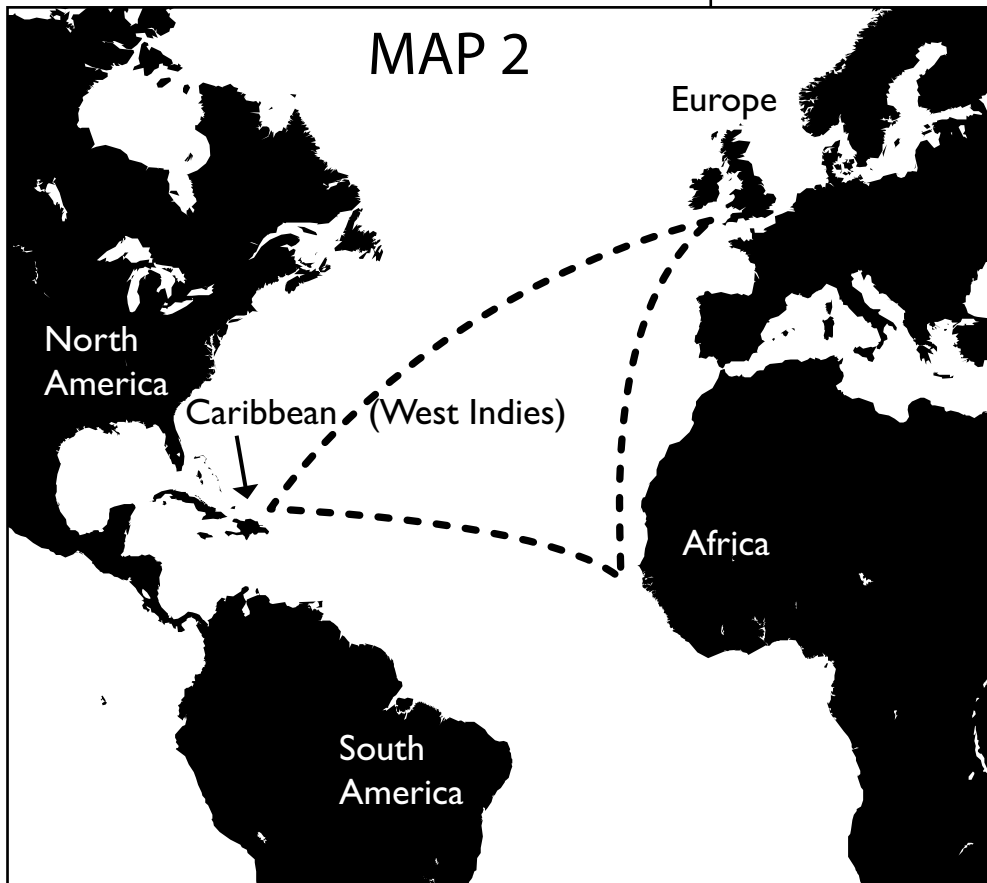 MAP 2
Europe
North
America
Caribbean (West Indies)
Africa
South
America